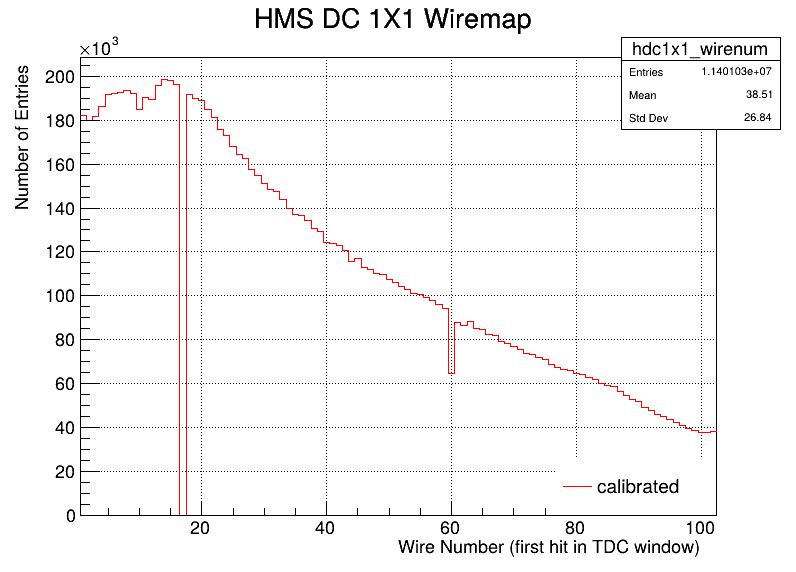 HMS DC 1X1 Wiremap
×10³
hdc1x1_wirenum
Entries 1.140103e+07
Mean 38.51
Std Dev 26.84
Number of Entries
200
180
160
140
120
100
80
60
40
20
0
calibrated
20 40 60 80 100
Wire Number (first hit in TDC window)